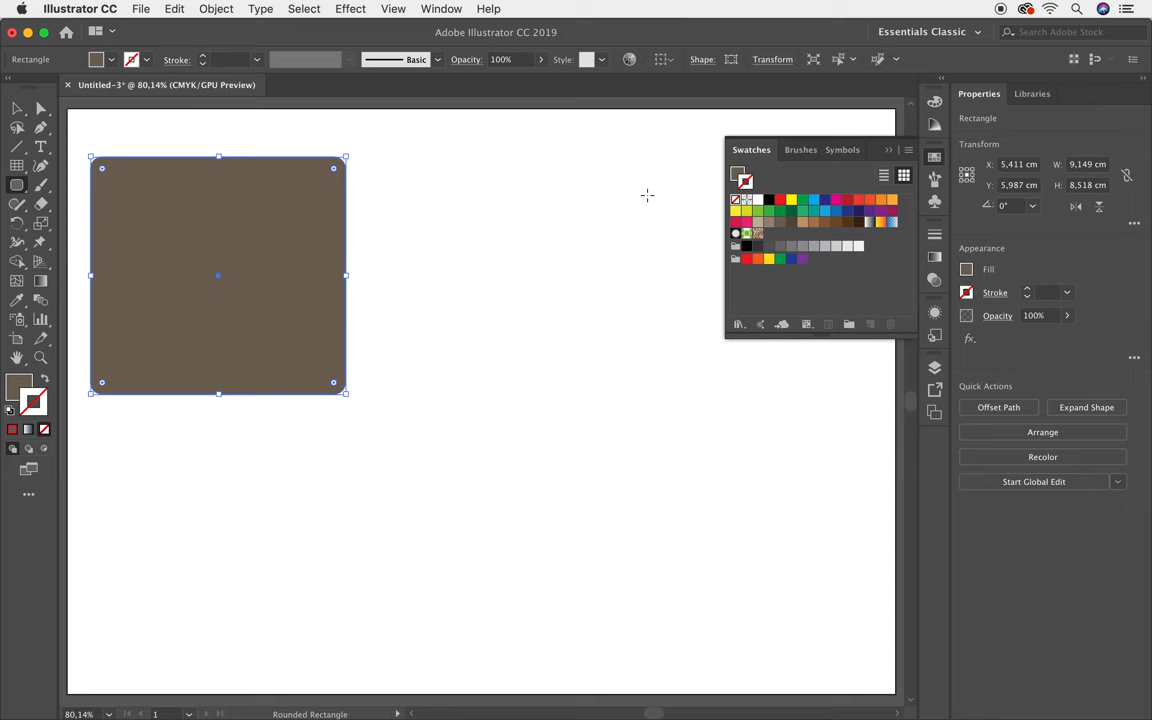 Illustrator CC File Edit Object Type Select Effect View Window Help
Adobe Illustrator CC 2019
Essentials Classic
Search Adobe Stock
Rectangle
Stroke:
Basic
Opacity: 100%
Style:
Shape:
Transform
Untitled-3* @ 80,14% (CMYK/GPU Preview)
Properties
Libraries
Rectangle
Transform
X: 5,411 cm W: 9,149 cm
Y: 5,987 cm H: 8,518 cm
0°
Swatches Brushes Symbols
Appearance
Fill
Stroke
Opacity 100%
fx
Quick Actions
Offset Path Expand Shape
Arrange
Recolor
Start Global Edit
80,14%
1
Rounded Rectangle